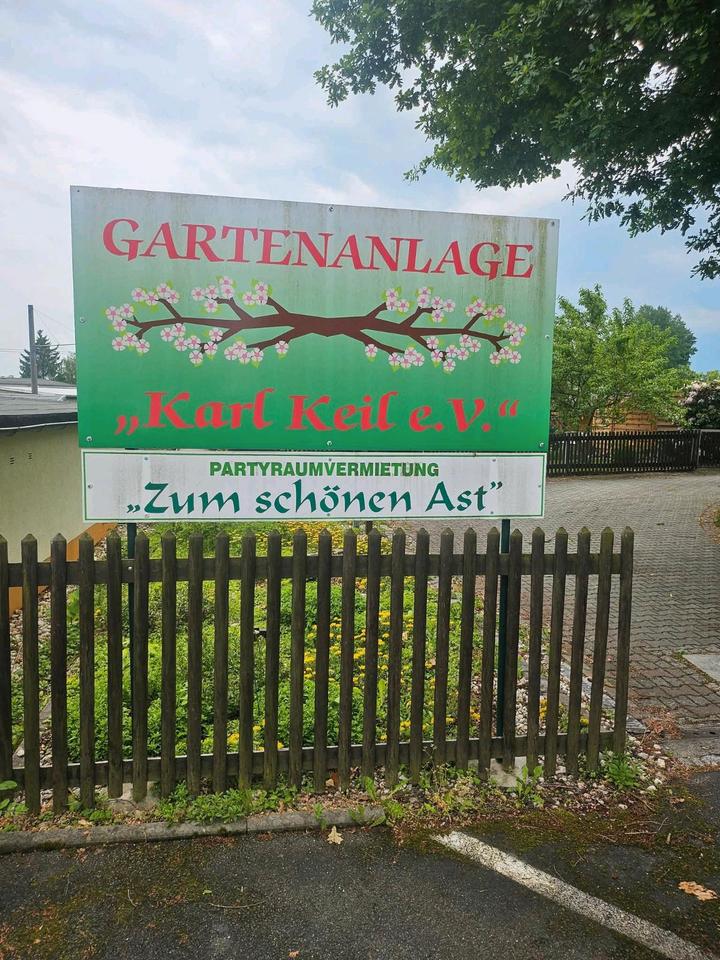 GARTENANLAGE
„Karl Keil e.V.“
PARTYRAUMVERMIETUNG
„Zum schönen Ast”